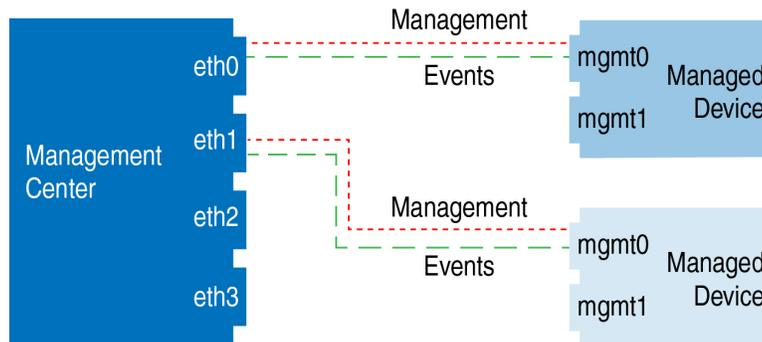 Management
eth0
mgmt0
Events
Managed
Device
mgmt1
eth1
Management
Center
eth2
Management
mgmt0
Events
Managed
Device
eth3
mgmt1